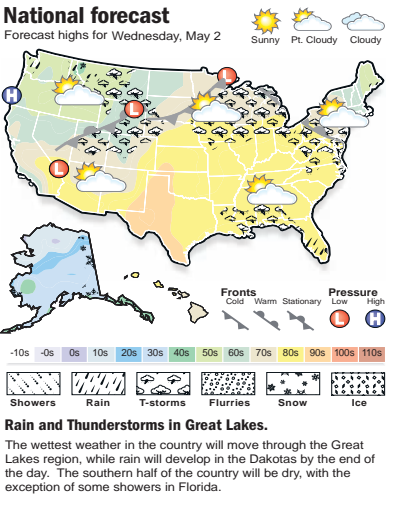 National forecast
Forecast highs for Wednesday, May 2
Sunny Pt. Cloudy Cloudy
H
L
L
L
Fronts Pressure
Cold Warm Stationary Low High
L H
-10s -0s 0s 10s 20s 30s 40s 50s 60s 70s 80s 90s 100s 110s
Showers Rain T-storms Flurries Snow Ice
Rain and Thunderstorms in Great Lakes.
The wettest weather in the country will move through the Great
Lakes region, while rain will develop in the Dakotas by the end of
the day. The southern half of the country will be dry, with the
exception of some showers in Florida.